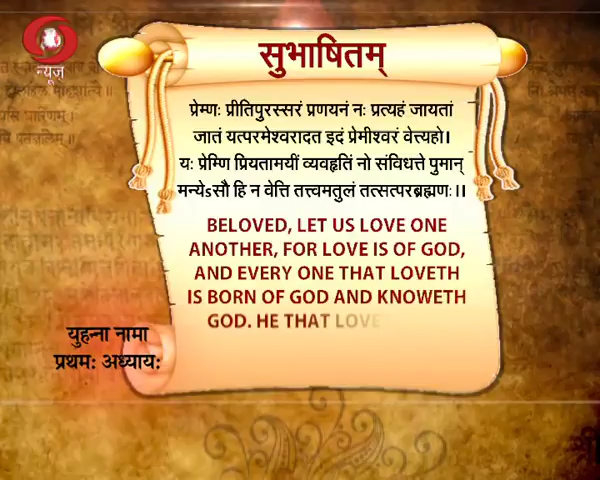 न्यूज़
सुभाषितम्
प्रेम्णः प्रीतिपुरस्सरं प्रणयनं नः प्रत्यहं जायतां
जातं यत्परमेश्वरादत इदं प्रेमीश्वरं वेत्त्यहो।
यः प्रेम्णि प्रियतामयीं व्यवहृतिं नो संविधत्ते पुमान्
मन्येऽसौ हि न वेत्ति तत्त्वमतुलं तत्सत्परब्रह्मणः।।
BELOVED, LET US LOVE ONE
ANOTHER, FOR LOVE IS OF GOD,
AND EVERY ONE THAT LOVETH
IS BORN OF GOD AND KNOWETH
GOD. HE THAT LOVE
युहन्ना नामा
प्रथमः अध्यायः